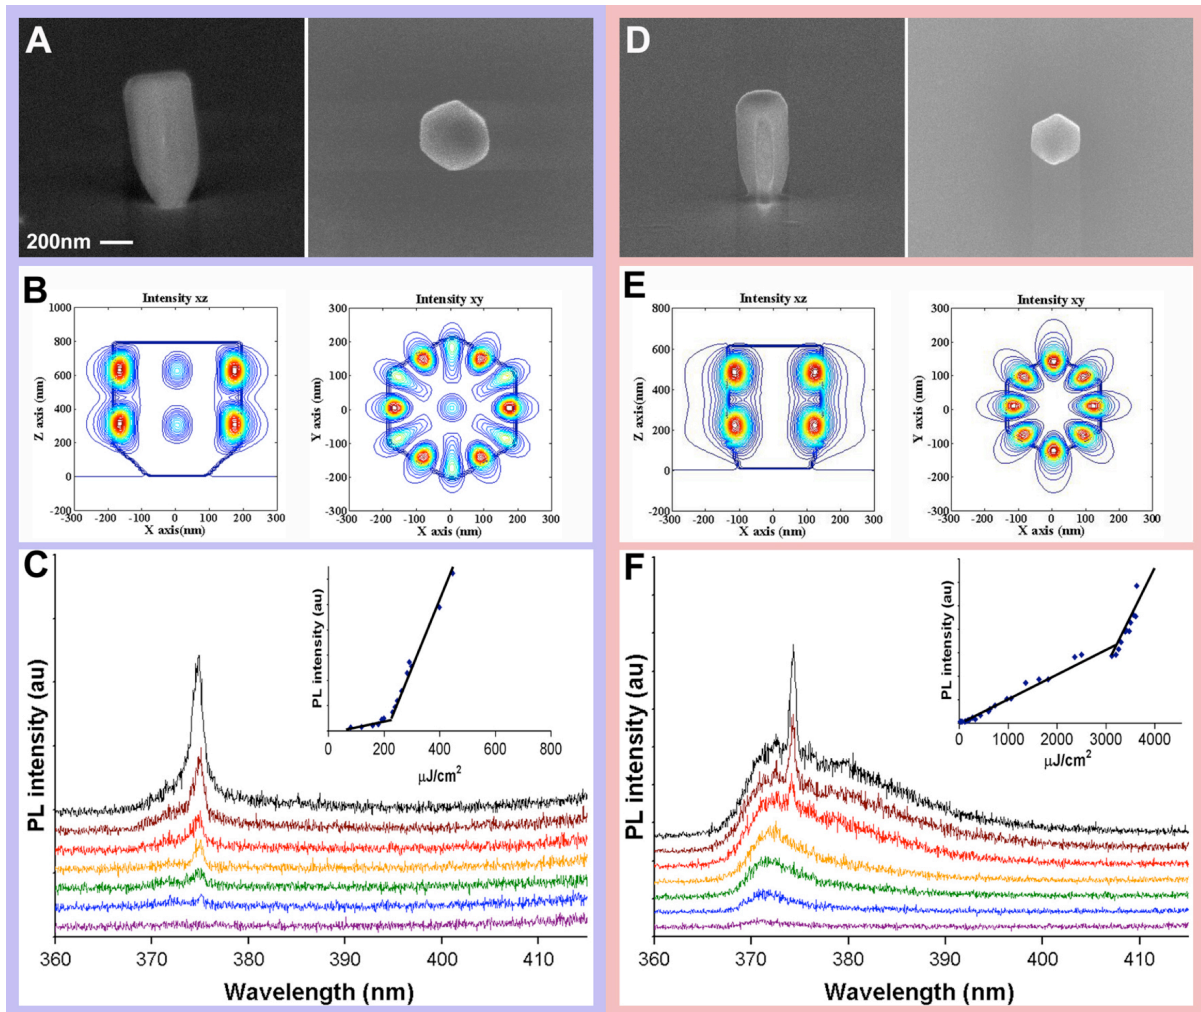 A
200nm
D
B
Intensity xz
1000
800
600
400
200
0
-200
Z axis(nm)
-300 -200 -100 0 100 200 300
X axis(nm)
Intensity xy
300
200
100
0
-100
-200
-300
Y axis(nm)
-300 -200 -100 0 100 200 300
X axis (nm)
E
Intensity xz
800
600
400
200
0
-200
Z axis(nm)
-300 -200 -100 0 100 200 300
X axis (nm)
Intensity xy
300
200
100
0
-100
-200
-300
Y axis(nm)
-300 -200 -100 0 100 200 300
X axis (nm)
C
PL intensity (au)
PL intensity (au)
0 200 400 600 800
μJ/cm²
360 370 380 390 400 410
Wavelength (nm)
F
PL intensity (au)
PL intensity (au)
0 1000 2000 3000 4000
μJ/cm²
360 370 380 390 400 410
Wavelength (nm)